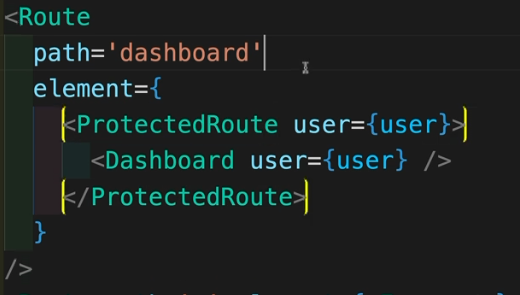 <Route
path='dashboard'
element={
<ProtectedRoute user={user}>
<Dashboard user={user} />
</ProtectedRoute>
}
/>